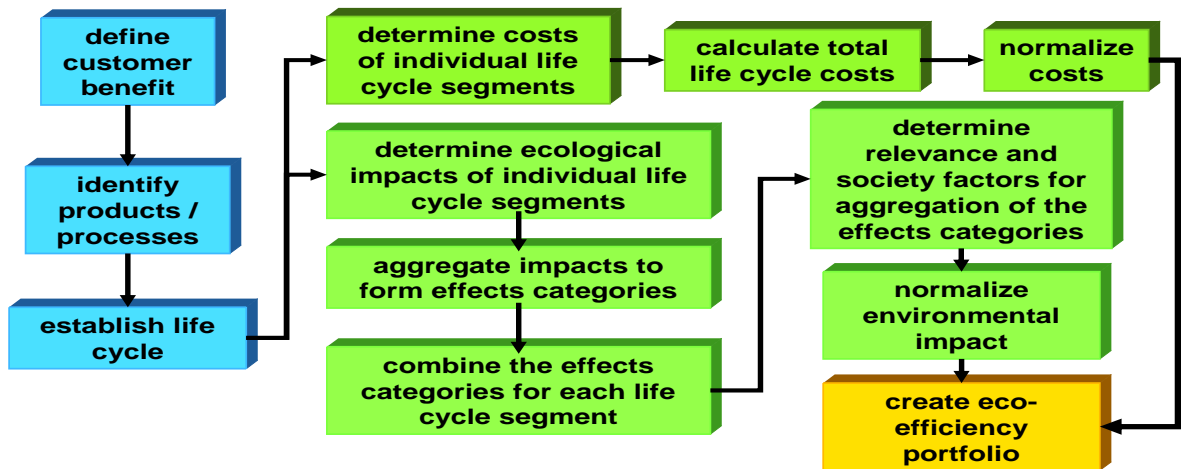 define
customer
benefit
identify
products /
processes
establish life
cycle
determine costs
of individual life
cycle segments
calculate total
life cycle costs
normalize
costs
determine ecological
impacts of individual life
cycle segments
aggregate impacts to
form effects categories
combine the effects
categories for each life
cycle segment
determine
relevance and
society factors for
aggregation of the
effects categories
normalize
environmental
impact
create eco-
efficiency
portfolio